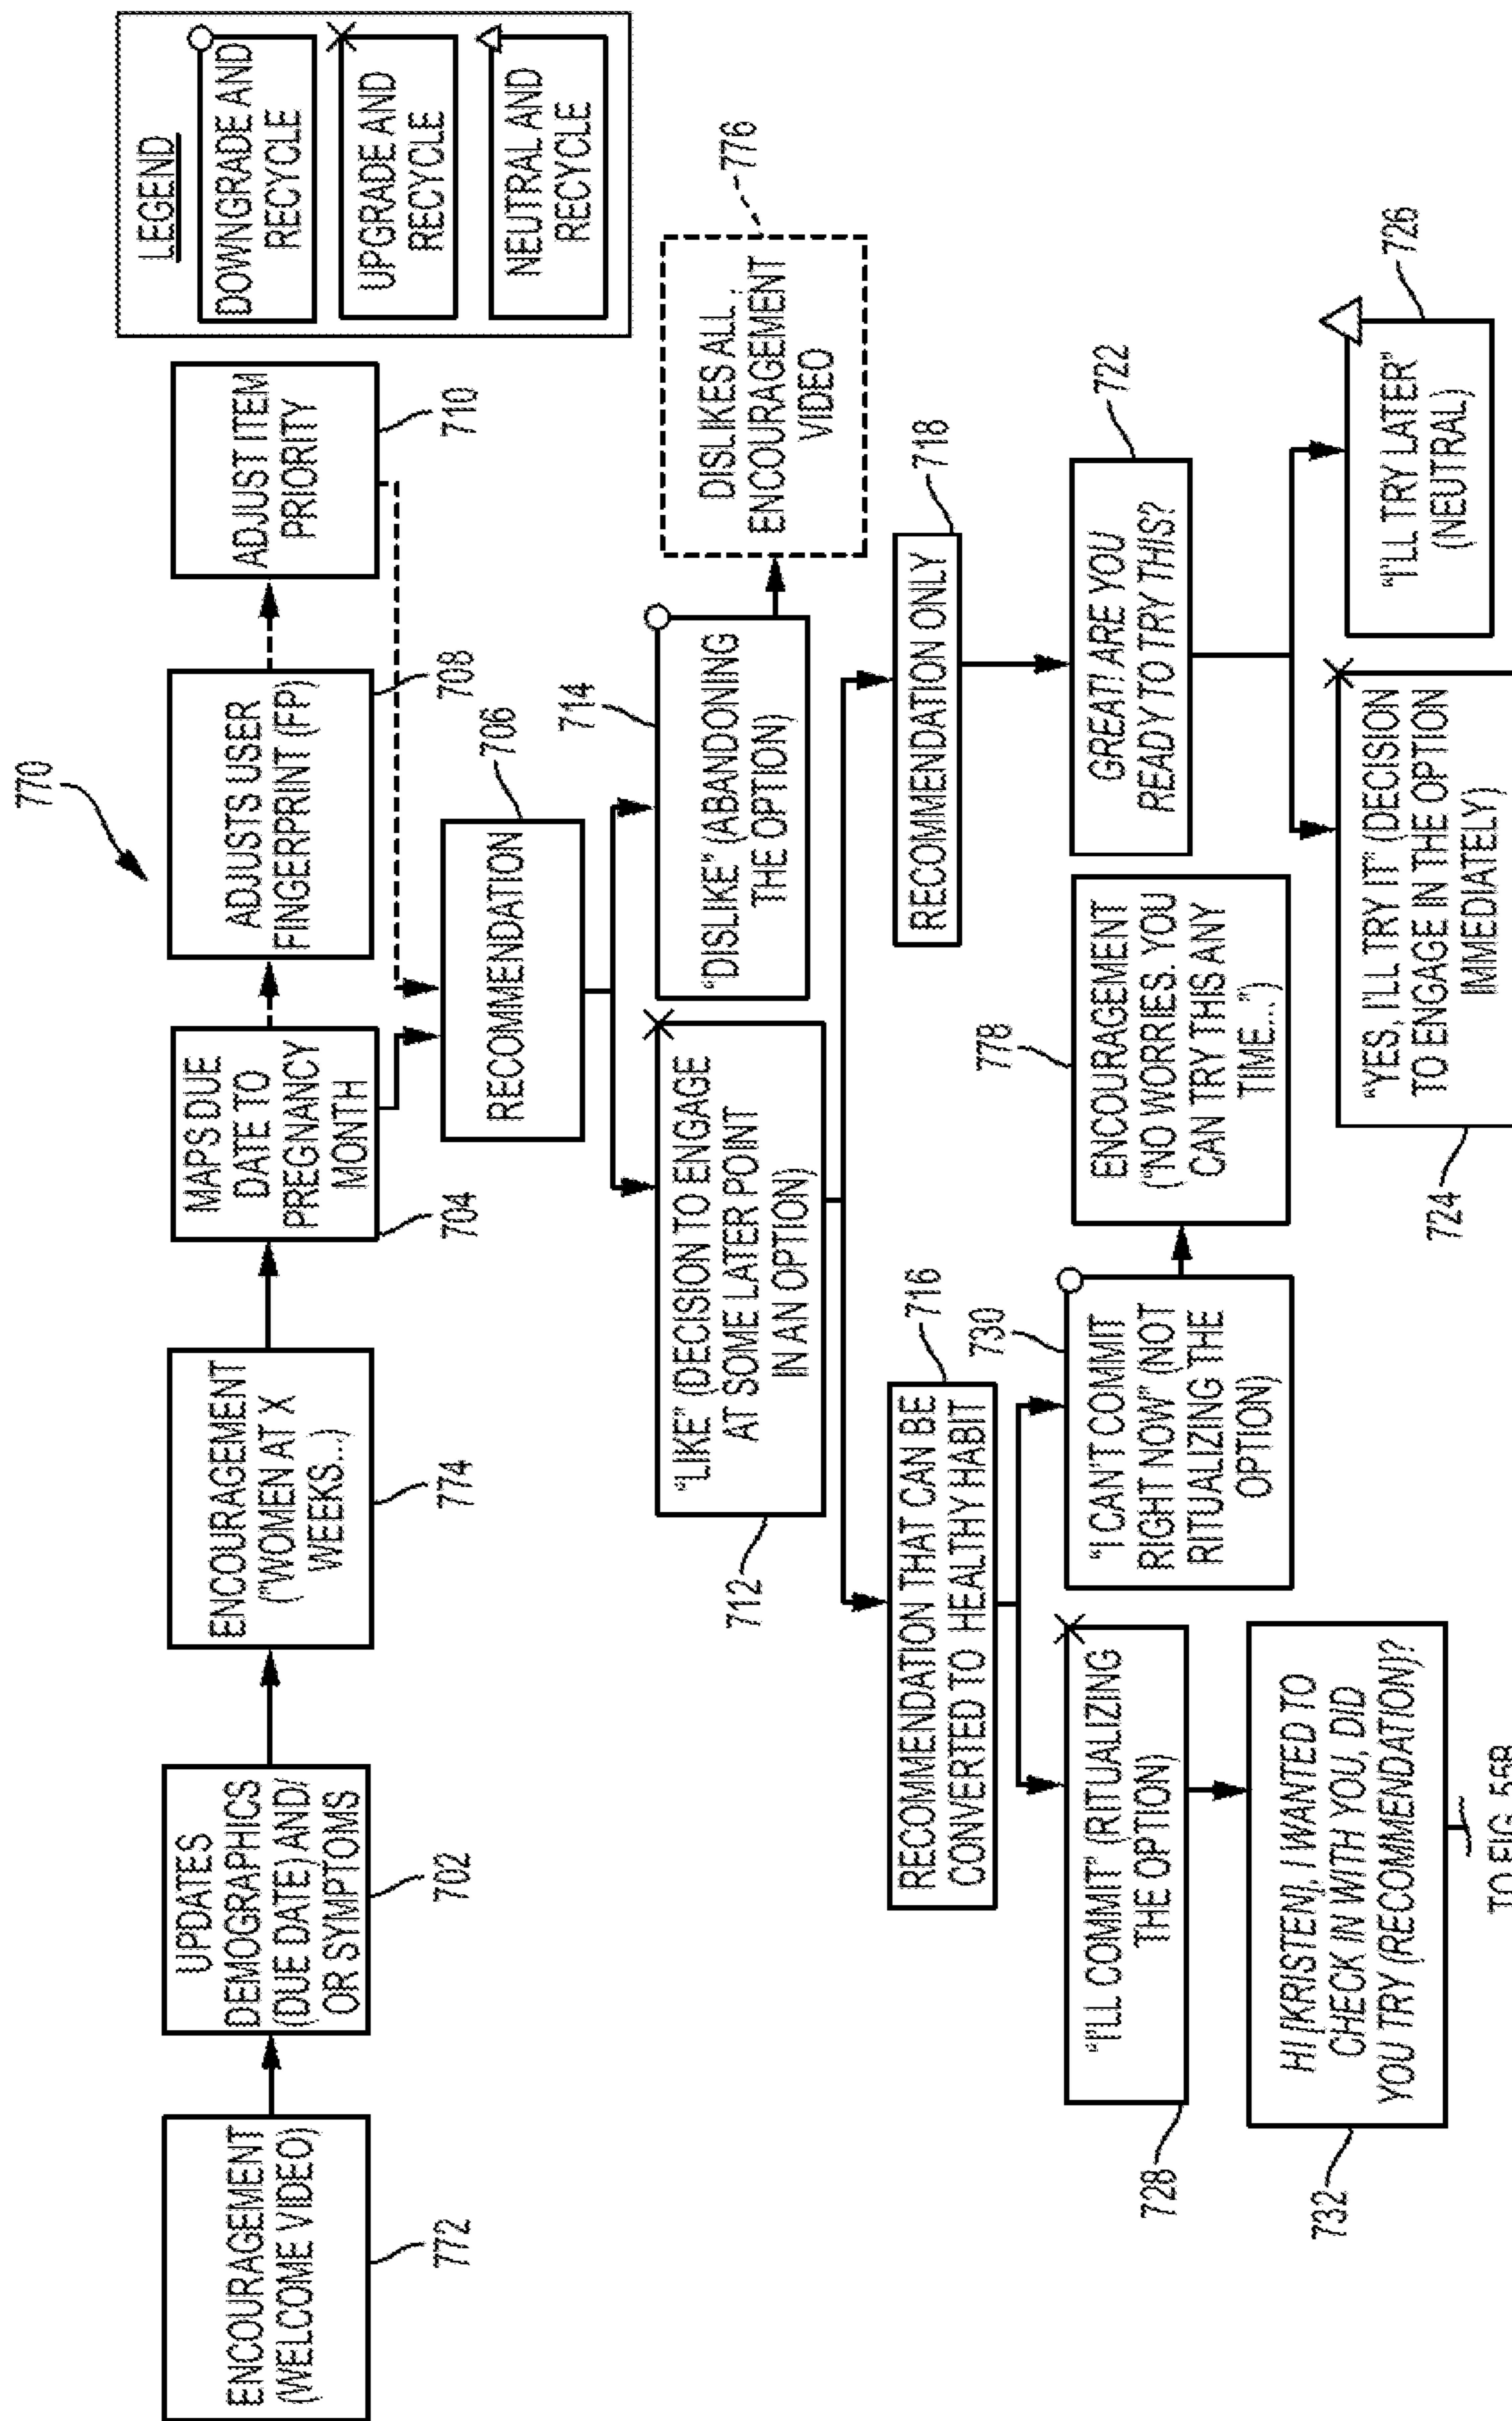 770
LEGEND
DOWNGRADE AND
RECYCLE
UPGRADE AND
RECYCLE
NEUTRAL AND
RECYCLE
ENCOURAGEMENT
(WELCOME VIDEO)
772
UPDATES
DEMOGRAPHICS
(DUE DATE) AND/
OR SYMPTOMS
702
ENCOURAGEMENT
("WOMEN AT X
WEEKS...)
774
MAPS DUE
DATE TO
PREGNANCY
MONTH
704
ADJUSTS USER
FINGERPRINT (FP)
708
ADJUST ITEM
PRIORITY
710
RECOMMENDATION
706
"LIKE" (DECISION TO ENGAGE
AT SOME LATER POINT
IN AN OPTION)
712
"DISLIKE" (ABANDONING
THE OPTION)
714
DISLIKES ALL,
ENCOURAGEMENT
VIDEO
776
RECOMMENDATION THAT CAN BE
CONVERTED TO HEALTHY HABIT
716
RECOMMENDATION ONLY
718
"I'LL COMMIT" (RITUALIZING
THE OPTION)
728
"I CAN'T COMMIT
RIGHT NOW" (NOT
RITUALIZING THE
OPTION)
730
ENCOURAGEMENT
("NO WORRIES. YOU
CAN TRY THIS ANY
TIME...")
778
GREAT! ARE YOU
READY TO TRY THIS?
722
HI [KRISTEN], I WANTED TO
CHECK IN WITH YOU, DID
YOU TRY (RECOMMENDATION)?
732
"YES, I'LL TRY IT" (DECISION
TO ENGAGE IN THE OPTION
IMMEDIATELY)
724
"I'LL TRY LATER"
(NEUTRAL)
726
TO FIG. 55B